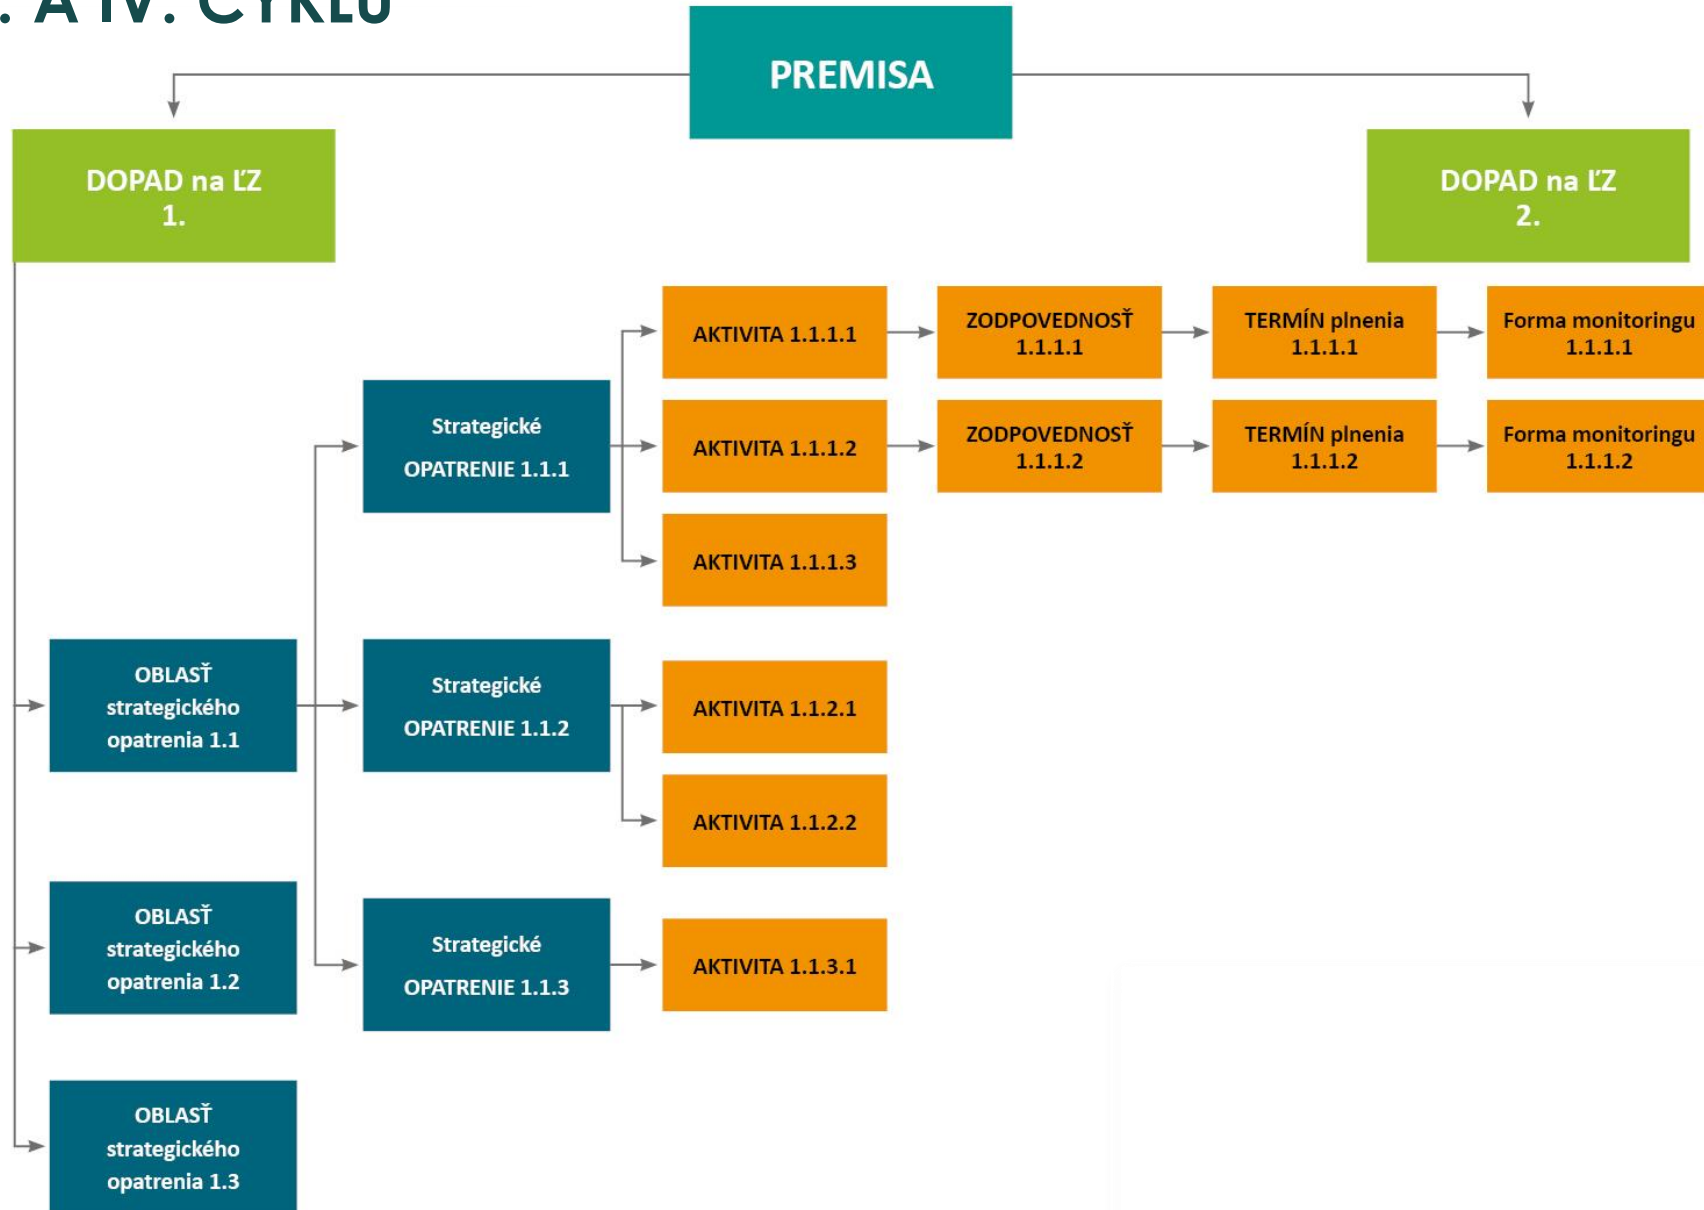 . A IV. CYKLU
PREMISA
DOPAD na ĽZ
1.
DOPAD na ĽZ
2.
AKTIVITA 1.1.1.1
ZODPOVEDNOSŤ
1.1.1.1
TERMÍN plnenia
1.1.1.1
Forma monitoringu
1.1.1.1
Strategické
OPATRENIE 1.1.1
AKTIVITA 1.1.1.2
ZODPOVEDNOSŤ
1.1.1.2
TERMÍN plnenia
1.1.1.2
Forma monitoringu
1.1.1.2
AKTIVITA 1.1.1.3
OBLASŤ
strategického
opatrenia 1.1
Strategické
OPATRENIE 1.1.2
AKTIVITA 1.1.2.1
AKTIVITA 1.1.2.2
OBLASŤ
strategického
opatrenia 1.2
Strategické
OPATRENIE 1.1.3
AKTIVITA 1.1.3.1
OBLASŤ
strategického
opatrenia 1.3